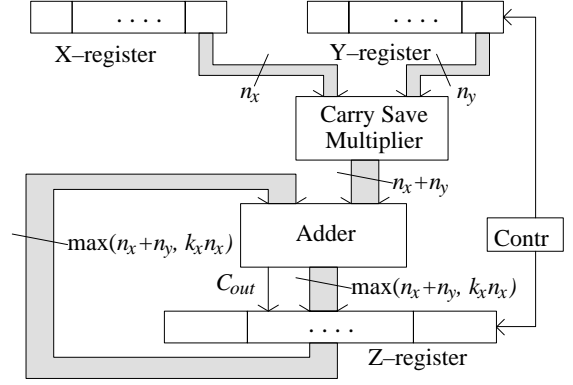 . . . .
. . . .
X–register
Y–register
n_x
n_y
Carry Save
Multiplier
n_x+n_y
max(n_x+n_y, k_xn_x)
Adder
Contr
C_out
max(n_x+n_y, k_xn_x)
. . . .
Z–register